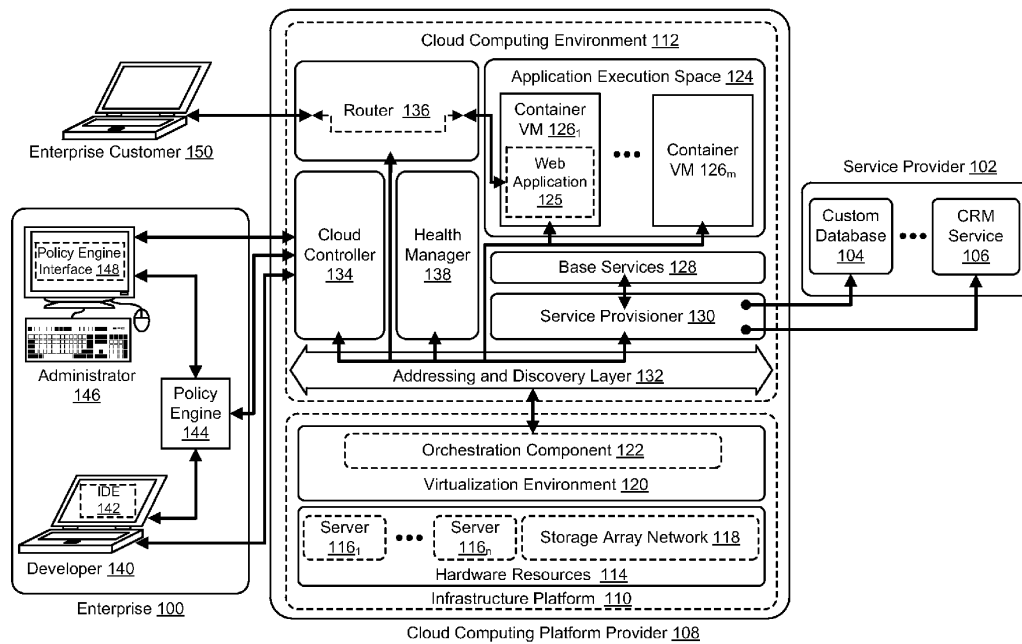 Cloud Computing Environment 112
Application Execution Space 124
Router 136
Container
VM 126₁
Web
Application
125
Container
VM 126ₘ
Enterprise Customer 150
Service Provider 102
Custom
Database
104
CRM
Service
106
Policy Engine
Interface 148
Cloud
Controller
134
Health
Manager
138
Base Services 128
Service Provisioner 130
Administrator
146
Addressing and Discovery Layer 132
Policy
Engine
144
Orchestration Component 122
Virtualization Environment 120
IDE
142
Server
116₁
Server
116ₙ
Storage Array Network 118
Developer 140
Hardware Resources 114
Enterprise 100
Infrastructure Platform 110
Cloud Computing Platform Provider 108